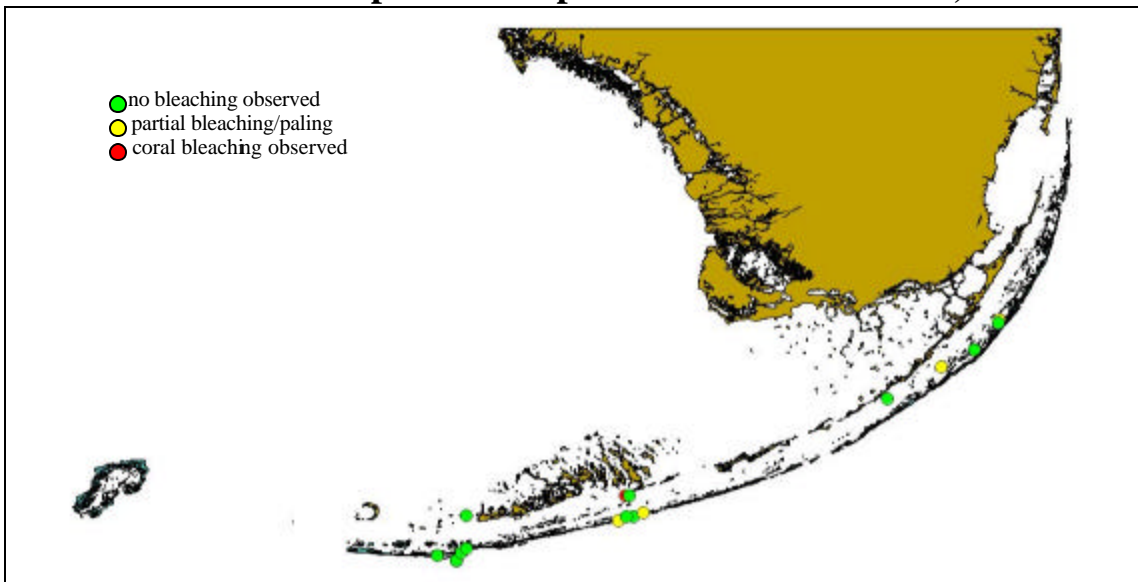 no bleaching observed
partial bleaching/paling
coral bleaching observed